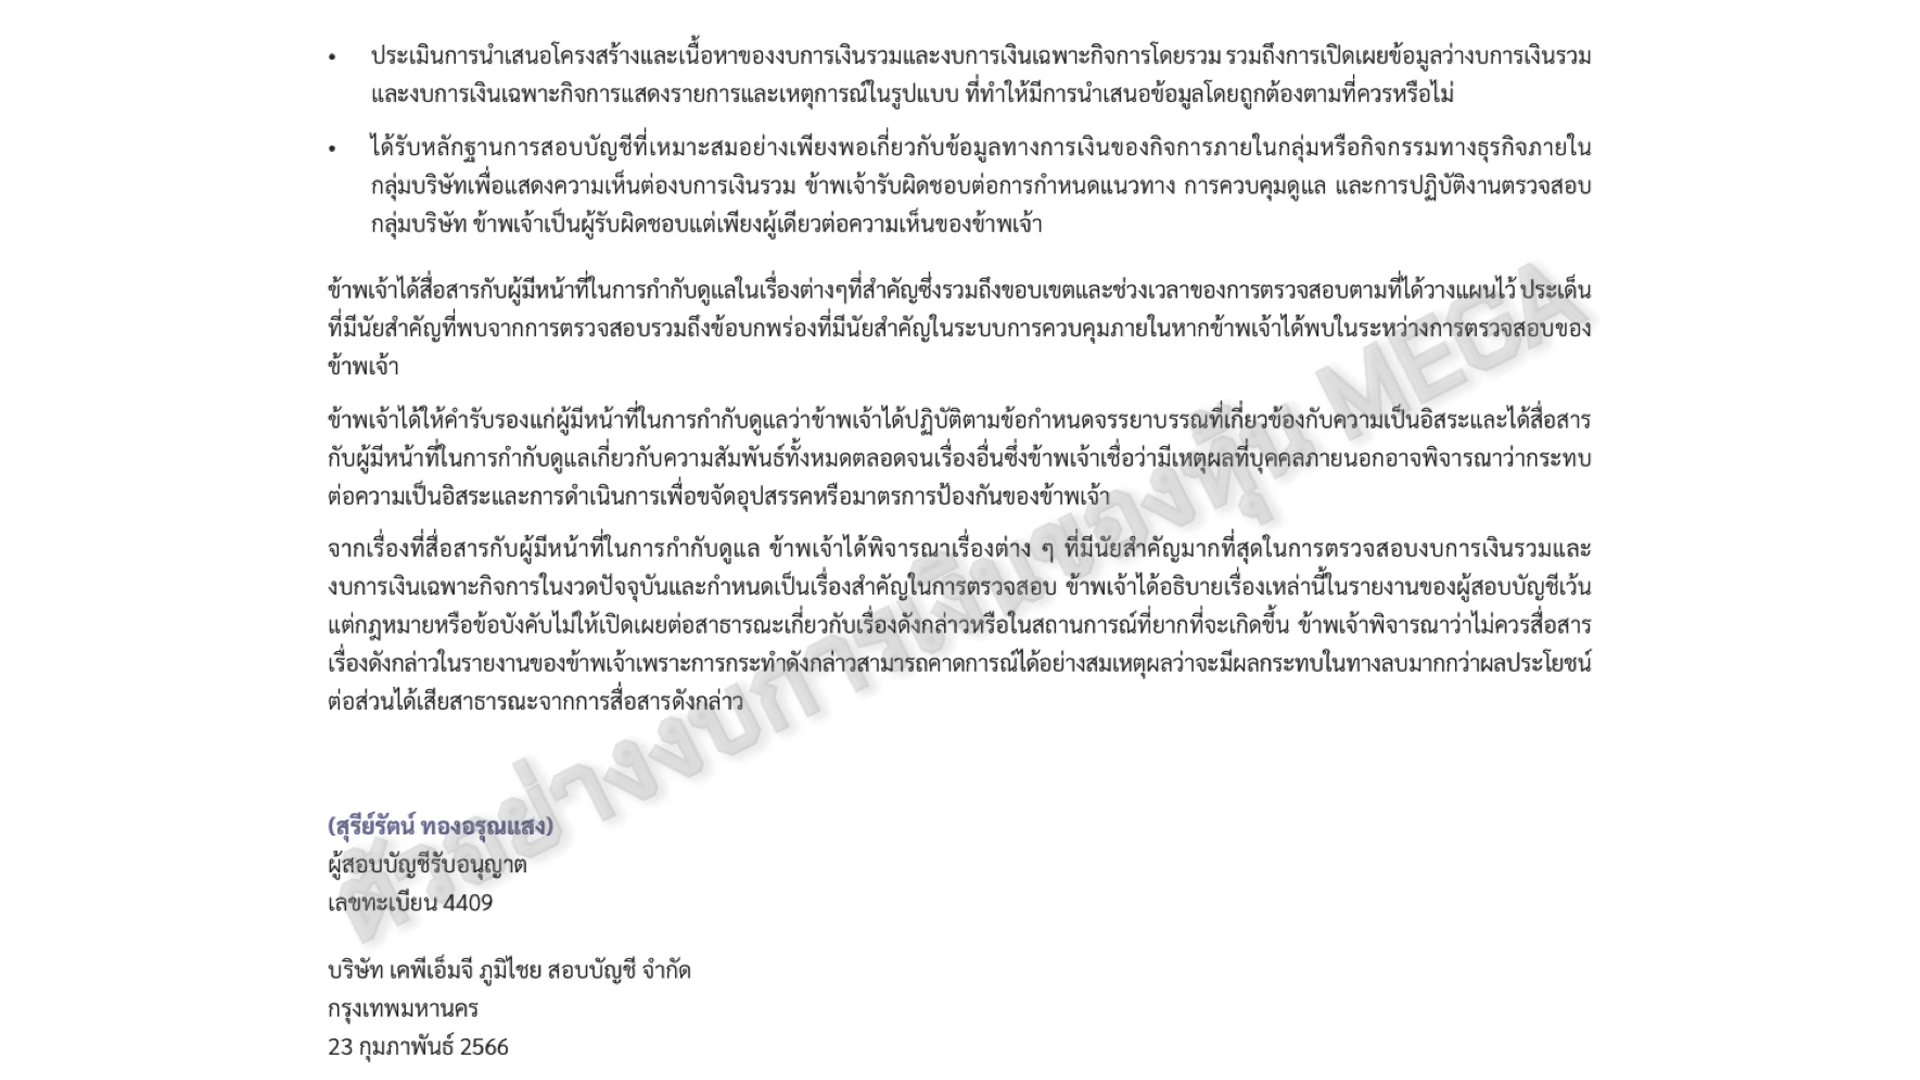 • ประเมินการนำเสนอโครงสร้างและเนื้อหาของงบการเงินรวมและงบการเงินเฉพาะกิจการโดยรวม รวมถึงการเปิดเผยข้อมูลว่างบการเงินรวม
และงบการเงินเฉพาะกิจการแสดงรายการและเหตุการณ์ในรูปแบบ ที่ทำให้มีการนำเสนอข้อมูลโดยถูกต้องตามที่ควรหรือไม่
• ได้รับหลักฐานการสอบบัญชีที่เหมาะสมอย่างเพียงพอเกี่ยวกับข้อมูลทางการเงินของกิจการภายในกลุ่มหรือกิจกรรมทางธุรกิจภายใน
กลุ่มบริษัทเพื่อแสดงความเห็นต่องบการเงินรวม ข้าพเจ้ารับผิดชอบต่อการกำหนดแนวทาง การควบคุมดูแล และการปฏิบัติงานตรวจสอบ
กลุ่มบริษัท ข้าพเจ้าเป็นผู้รับผิดชอบแต่เพียงผู้เดียวต่อความเห็นของข้าพเจ้า
ข้าพเจ้าได้สื่อสารกับผู้มีหน้าที่ในการกำกับดูแลในเรื่องต่างๆที่สำคัญซึ่งรวมถึงขอบเขตและช่วงเวลาของการตรวจสอบตามที่ได้วางแผนไว้ ประเด็น
ที่มีนัยสำคัญที่พบจากการตรวจสอบรวมถึงข้อบกพร่องที่มีนัยสำคัญในระบบการควบคุมภายในหากข้าพเจ้าได้พบในระหว่างการตรวจสอบของ
ข้าพเจ้า
ข้าพเจ้าได้ให้คำรับรองแก่ผู้มีหน้าที่ในการกำกับดูแลว่าข้าพเจ้าได้ปฏิบัติตามข้อกำหนดจรรยาบรรณที่เกี่ยวข้องกับความเป็นอิสระและได้สื่อสาร
กับผู้มีหน้าที่ในการกำกับดูแลเกี่ยวกับความสัมพันธ์ทั้งหมดตลอดจนเรื่องอื่นซึ่งข้าพเจ้าเชื่อว่ามีเหตุผลที่บุคคลภายนอกอาจพิจารณาว่ากระทบ
ต่อความเป็นอิสระและการดำเนินการเพื่อขจัดอุปสรรคหรือมาตรการป้องกันของข้าพเจ้า
จากเรื่องที่สื่อสารกับผู้มีหน้าที่ในการกำกับดูแล ข้าพเจ้าได้พิจารณาเรื่องต่าง ๆ ที่มีนัยสำคัญมากที่สุดในการตรวจสอบงบการเงินรวมและ
งบการเงินเฉพาะกิจการในงวดปัจจุบันและกำหนดเป็นเรื่องสำคัญในการตรวจสอบ ข้าพเจ้าได้อธิบายเรื่องเหล่านี้ในรายงานของผู้สอบบัญชีเว้น
แต่กฎหมายหรือข้อบังคับไม่ให้เปิดเผยต่อสาธารณะเกี่ยวกับเรื่องดังกล่าวหรือในสถานการณ์ที่ยากที่จะเกิดขึ้น ข้าพเจ้าพิจารณาว่าไม่ควรสื่อสาร
เรื่องดังกล่าวในรายงานของข้าพเจ้าเพราะการกระทำดังกล่าวสามารถคาดการณ์ได้อย่างสมเหตุผลว่าจะมีผลกระทบในทางลบมากกว่าผลประโยชน์
ต่อส่วนได้เสียสาธารณะจากการสื่อสารดังกล่าว
ตัวอย่างงบการเงินของหุ้น MEGA
(สุรีย์รัตน์ ทองอรุณแสง)
ผู้สอบบัญชีรับอนุญาต
เลขทะเบียน 4409
บริษัท เคพีเอ็มจี ภูมิไชย สอบบัญชี จำกัด
กรุงเทพมหานคร
23 กุมภาพันธ์ 2566